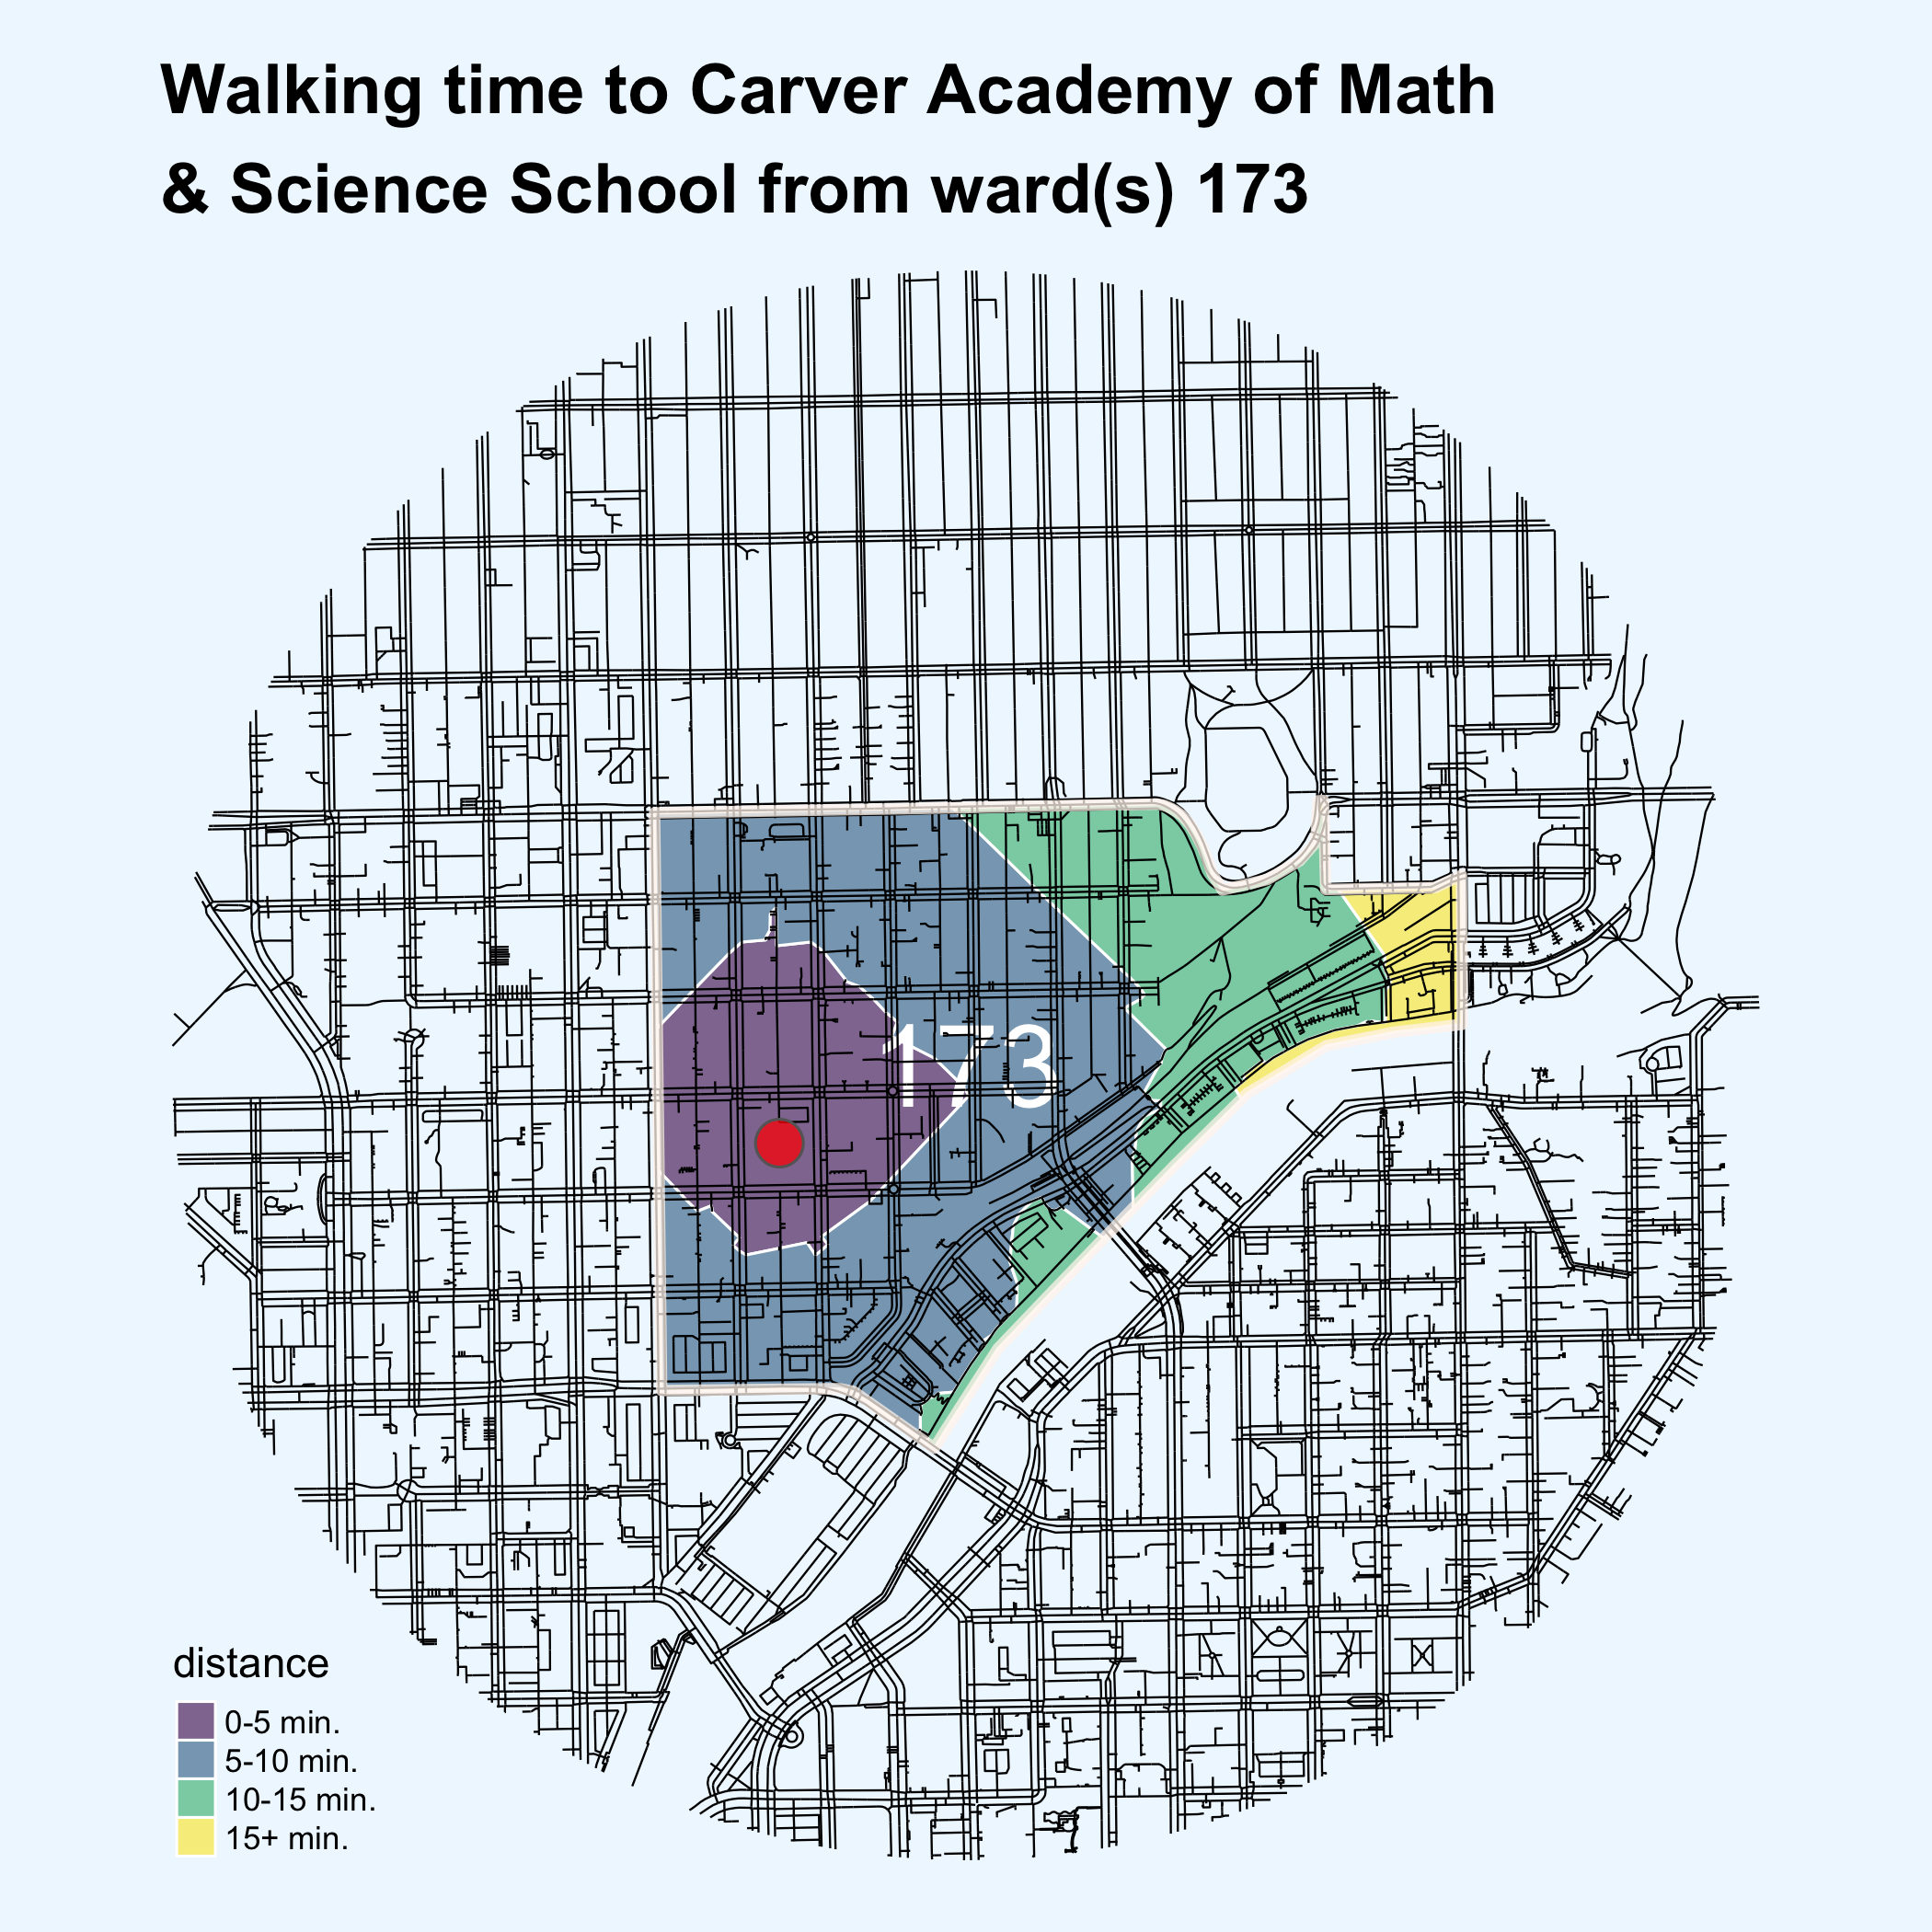 Walking time to Carver Academy of Math
& Science School from ward(s) 173
173
distance
0-5 min.
5-10 min.
10-15 min.
15+ min.